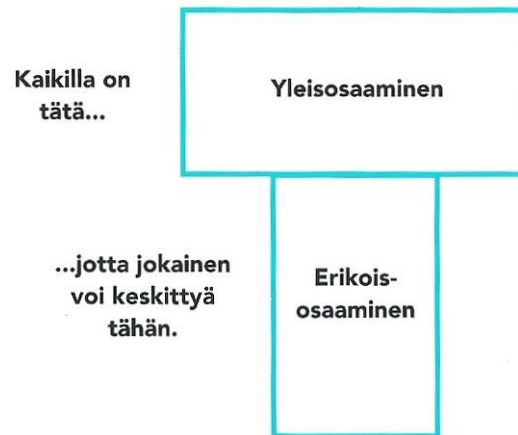 Kaikilla on
tätä...
Yleisosaaminen
...jotta jokainen
voi keskittyä
tähän.
Erikois-
osaaminen